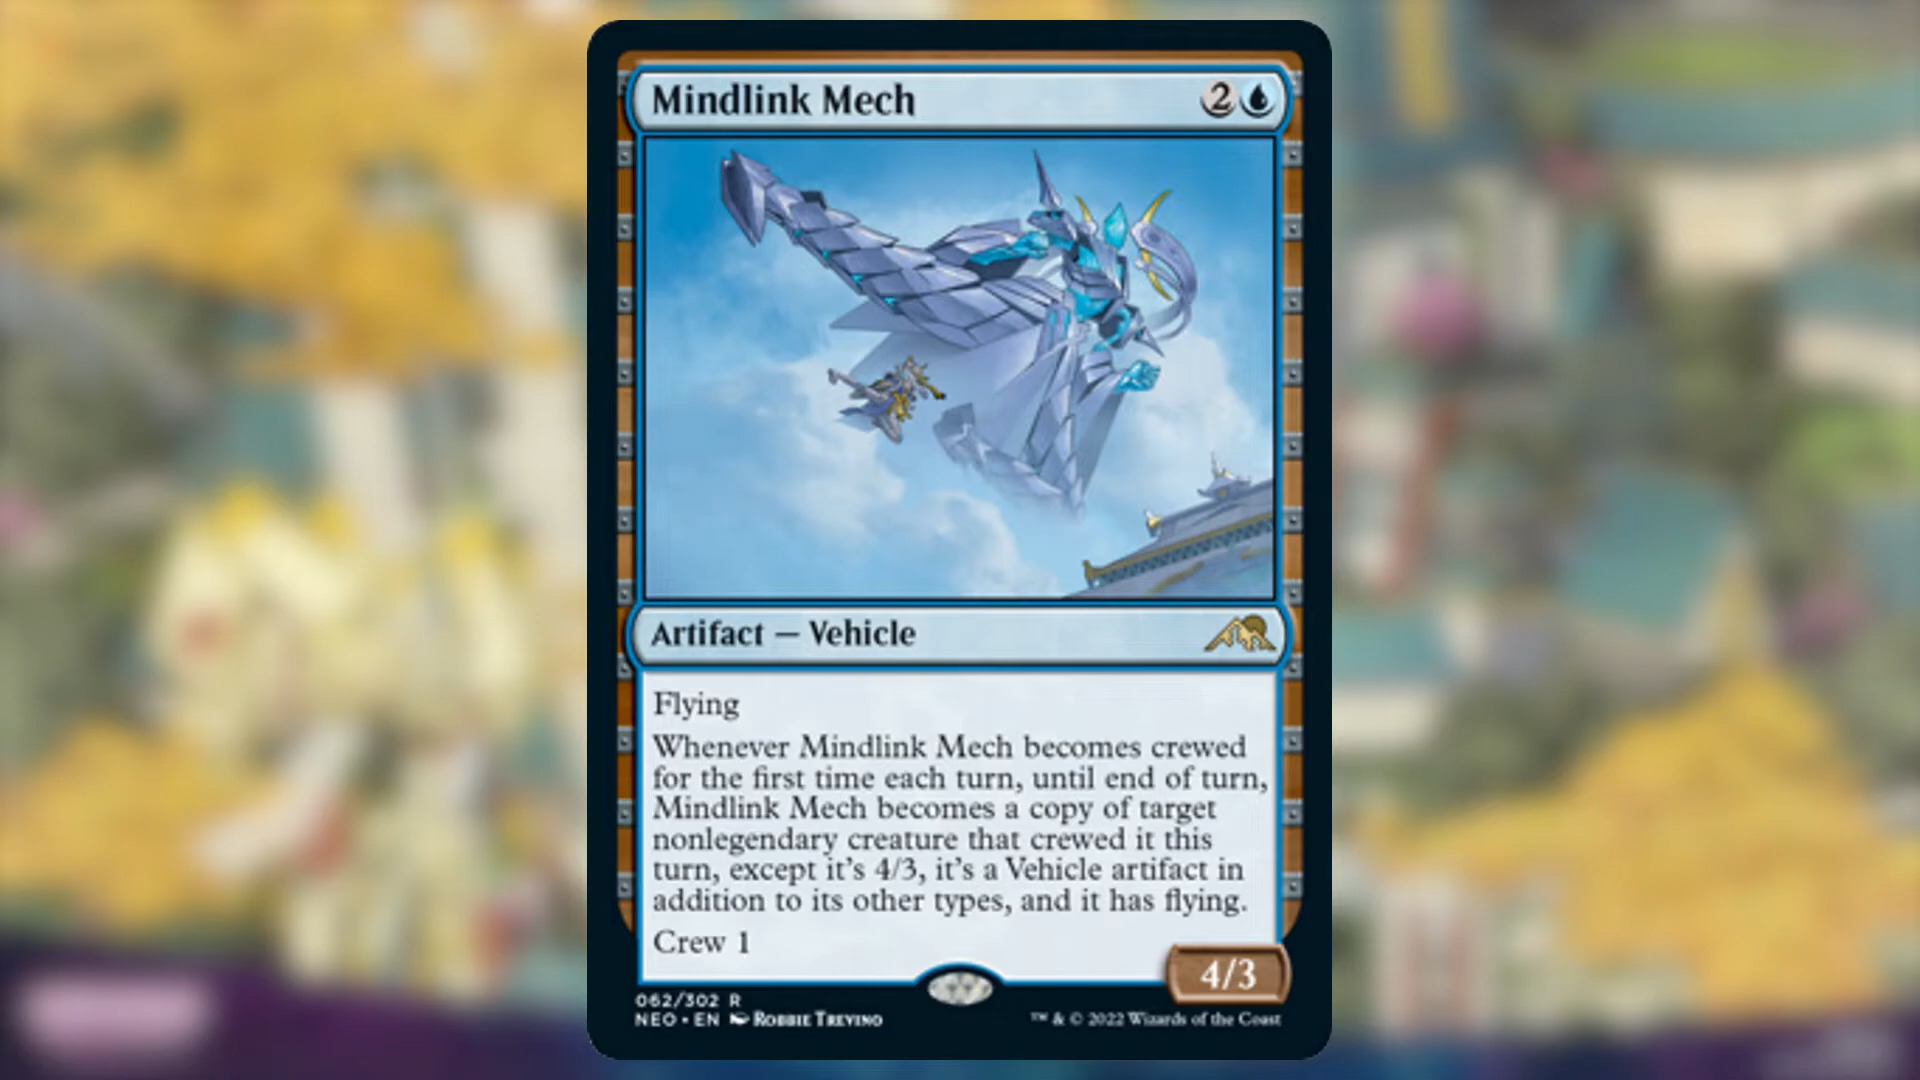 Mindlink Mech
2
Artifact — Vehicle
Flying
Whenever Mindlink Mech becomes crewed
for the first time each turn, until end of turn,
Mindlink Mech becomes a copy of target
nonlegendary creature that crewed it this
turn, except it's 4/3, it's a Vehicle artifact in
addition to its other types, and it has flying.
Crew 1
4/3
062/302 R
NEO • EN Robbie Trevino
™ & © 2022 Wizards of the Coast